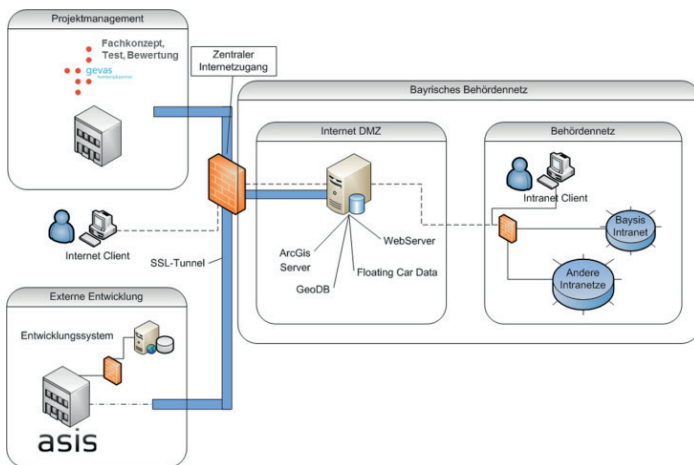 Projektmanagement
Fachkonzept,
Test, Bewertung
gevas
Zentraler
Internetzugang
Bayrisches Behördennetz
Internet DMZ
Behördennetz
Intranet Client
Baysis
Intranet
Andere
Intranetze
WebServer
ArcGis
Server
Floating Car Data
GeoDB
Internet Client
SSL-Tunnel
Externe Entwicklung
Entwicklungssystem
asis